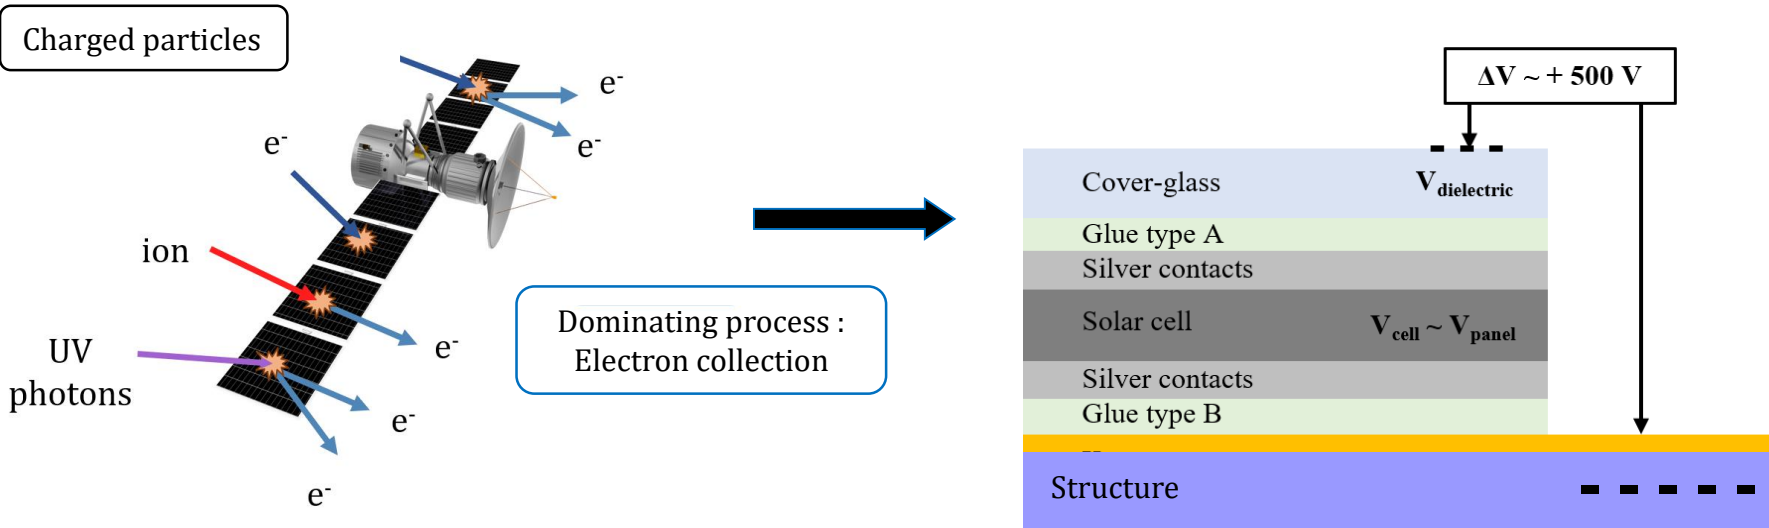 Charged particles
e-
e-
e-
ion
e-
UV
photons
e-
e-
Dominating process :
Electron collection
ΔV ~ + 500 V
Cover-glass
Vdielectric
Glue type A
Silver contacts
Solar cell
Vcell ~ Vpanel
Silver contacts
Glue type B
Structure